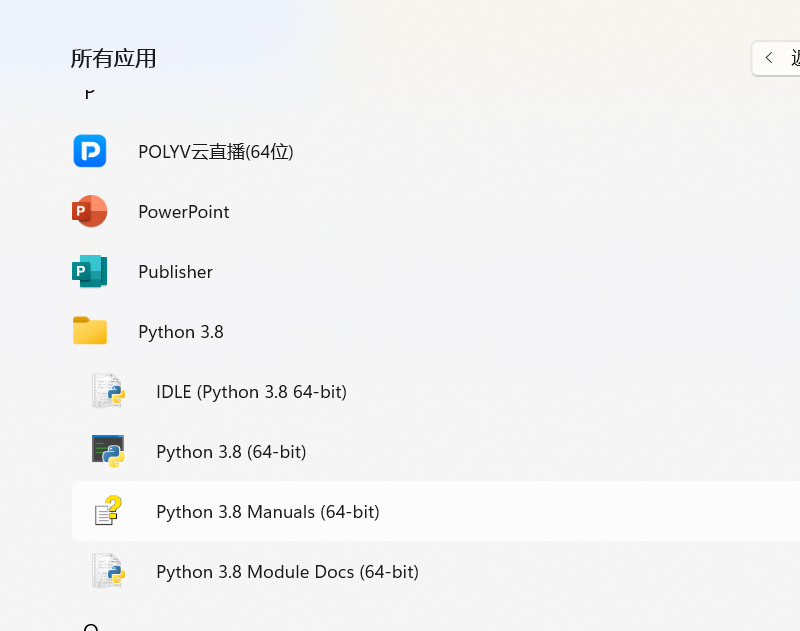 所有应用
P
POLYV云直播(64位)
PowerPoint
Publisher
Python 3.8
IDLE (Python 3.8 64-bit)
Python 3.8 (64-bit)
Python 3.8 Manuals (64-bit)
Python 3.8 Module Docs (64-bit)